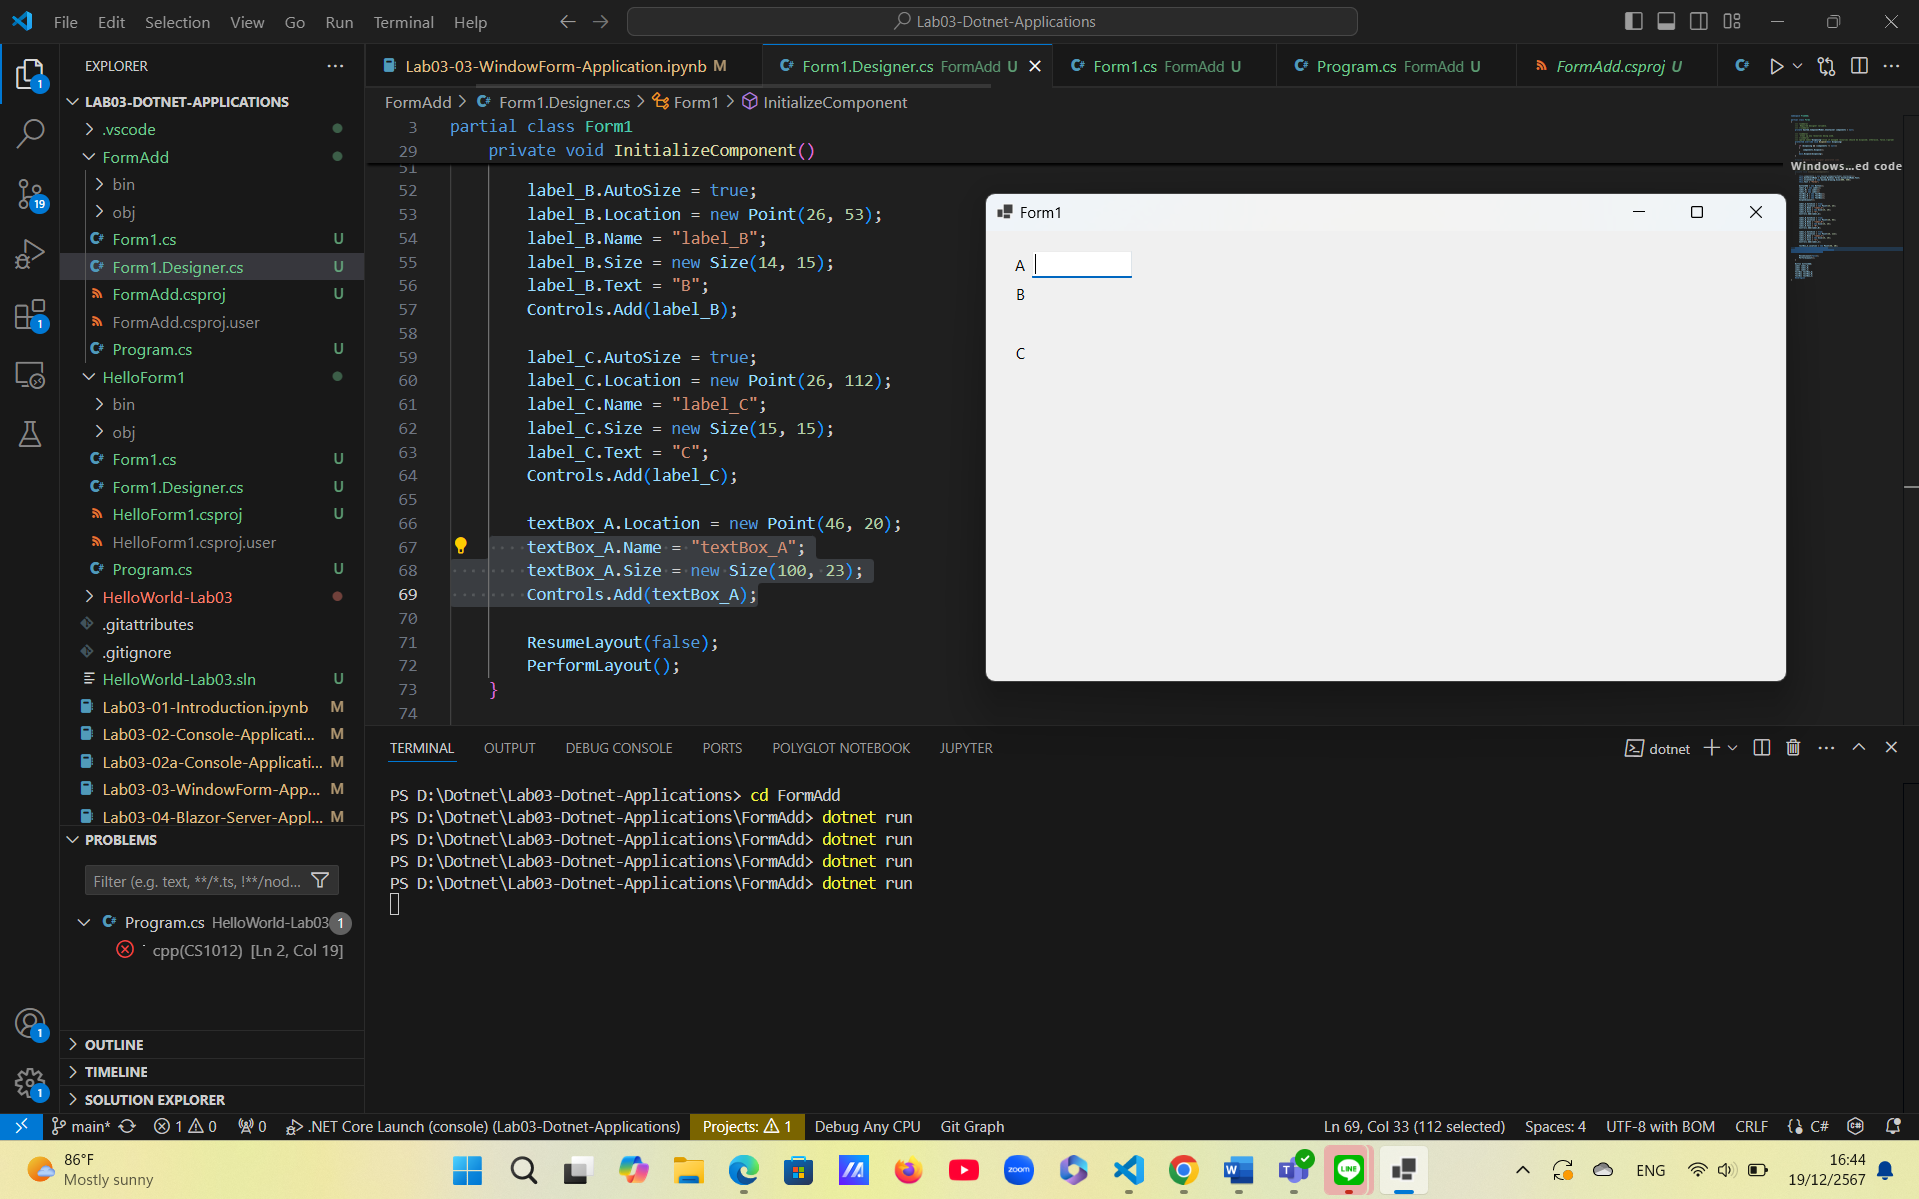 File Edit Selection View Go Run Terminal Help
Lab03-Dotnet-Applications
EXPLORER
LAB03-DOTNET-APPLICATIONS
.vscode
FormAdd
bin
obj
Form1.cs U
Form1.Designer.cs U
FormAdd.csproj U
FormAdd.csproj.user
Program.cs U
HelloForm1
bin
obj
Form1.cs U
Form1.Designer.cs U
HelloForm1.csproj U
HelloForm1.csproj.user
Program.cs U
HelloWorld-Lab03
.gitattributes
.gitignore
HelloWorld-Lab03.sln U
Lab03-01-Introduction.ipynb M
Lab03-02-Console-Applicati... M
Lab03-02a-Console-Applicati... M
Lab03-03-WindowForm-App... M
Lab03-04-Blazor-Server-Appl... M
PROBLEMS
Filter (e.g. text, **/*.ts, !**/nod...
Program.cs HelloWorld-Lab03 1
cpp(CS1012) [Ln 2, Col 19]
OUTLINE
TIMELINE
SOLUTION EXPLORER
Lab03-03-WindowForm-Application.ipynb M
Form1.Designer.cs FormAdd U
Form1.cs FormAdd U
Program.cs FormAdd U
FormAdd.csproj U
FormAdd > Form1.Designer.cs > Form1 > InitializeComponent
3 partial class Form1
29 private void InitializeComponent()
51
52 label_B.AutoSize = true;
53 label_B.Location = new Point(26, 53);
54 label_B.Name = "label_B";
55 label_B.Size = new Size(14, 15);
56 label_B.Text = "B";
57 Controls.Add(label_B);
58
59 label_C.AutoSize = true;
60 label_C.Location = new Point(26, 112);
61 label_C.Name = "label_C";
62 label_C.Size = new Size(15, 15);
63 label_C.Text = "C";
64 Controls.Add(label_C);
65
66 textBox_A.Location = new Point(46, 20);
67 textBox_A.Name = "textBox_A";
68 textBox_A.Size = new Size(100, 23);
69 Controls.Add(textBox_A);
70
71 ResumeLayout(false);
72 PerformLayout();
73 }
74
Windows...ed code
Form1
A
B
C
TERMINAL OUTPUT DEBUG CONSOLE PORTS POLYGLOT NOTEBOOK JUPYTER
dotnet
PS D:\Dotnet\Lab03-Dotnet-Applications> cd FormAdd
PS D:\Dotnet\Lab03-Dotnet-Applications\FormAdd> dotnet run
PS D:\Dotnet\Lab03-Dotnet-Applications\FormAdd> dotnet run
PS D:\Dotnet\Lab03-Dotnet-Applications\FormAdd> dotnet run
PS D:\Dotnet\Lab03-Dotnet-Applications\FormAdd> dotnet run
main* 1 0 0 .NET Core Launch (console) (Lab03-Dotnet-Applications) Projects: 1 Debug Any CPU Git Graph Ln 69, Col 33 (112 selected) Spaces: 4 UTF-8 with BOM CRLF C#
86°F
Mostly sunny
zoom
LINE
ENG
16:44
19/12/2567